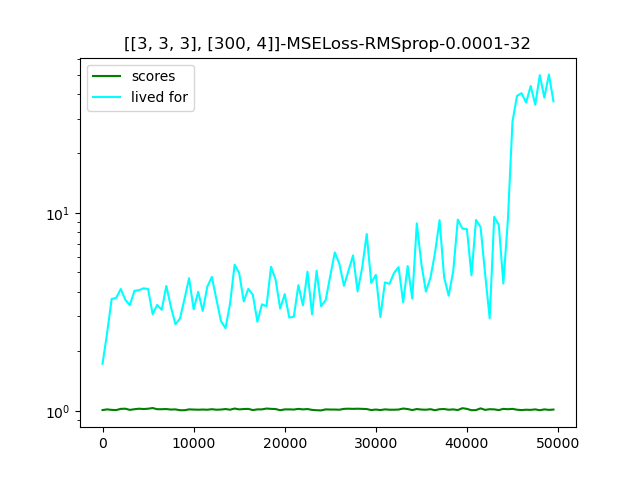 [[3, 3, 3], [300, 4]]-MSELoss-RMSprop-0.0001-32
scores
lived for
10¹
10⁰
0 10000 20000 30000 40000 50000